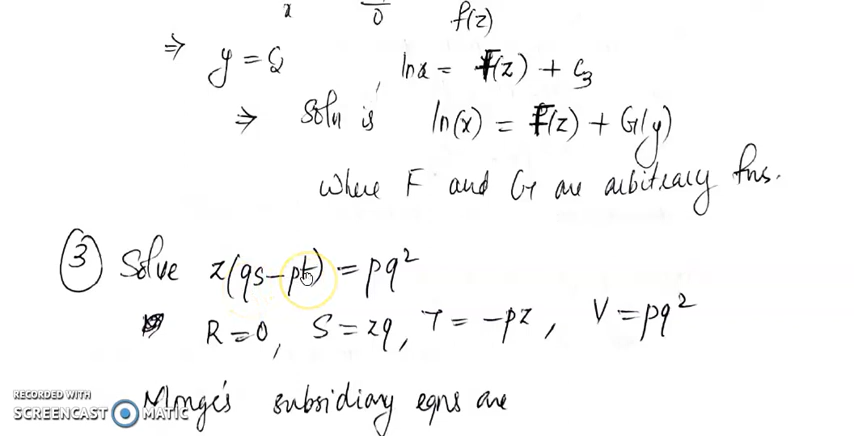 x 0 f(z)
⇒ y = C₂, ln x = F(z) + C₃
⇒ Soln is ln(x) = F(z) + G(y)
where F and G are arbitrary fns.
③ Solve z(qs-pt) = pq²
R=0, S=zq, T=-pz, V=pq²
Monge's subsidiary eqns are
RECORDED WITH
SCREENCAST MATIC